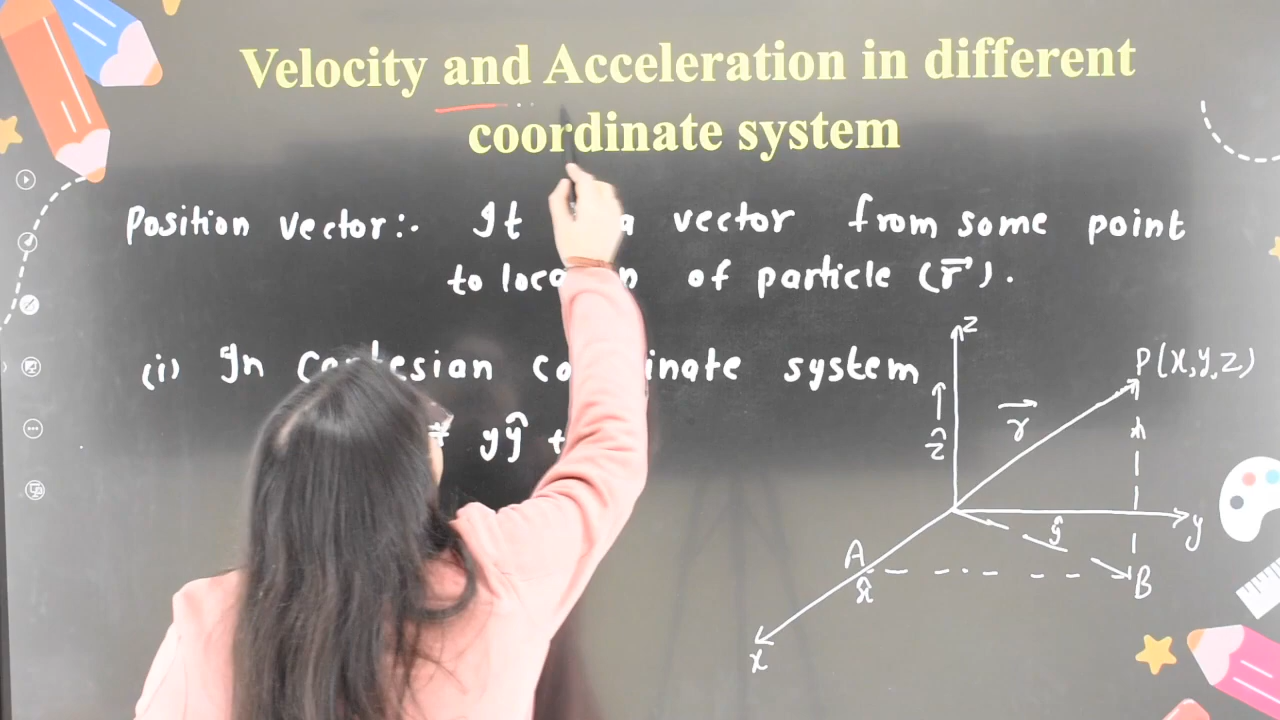 Velocity and Acceleration in different
coordinate system
Position vector:. It a vector from some point
to of particle (r⃗).
(i) In system
ŷy +
z
P(x,y,z)
r⃗
ẑ
y
ŷ
A
x̂
B
x